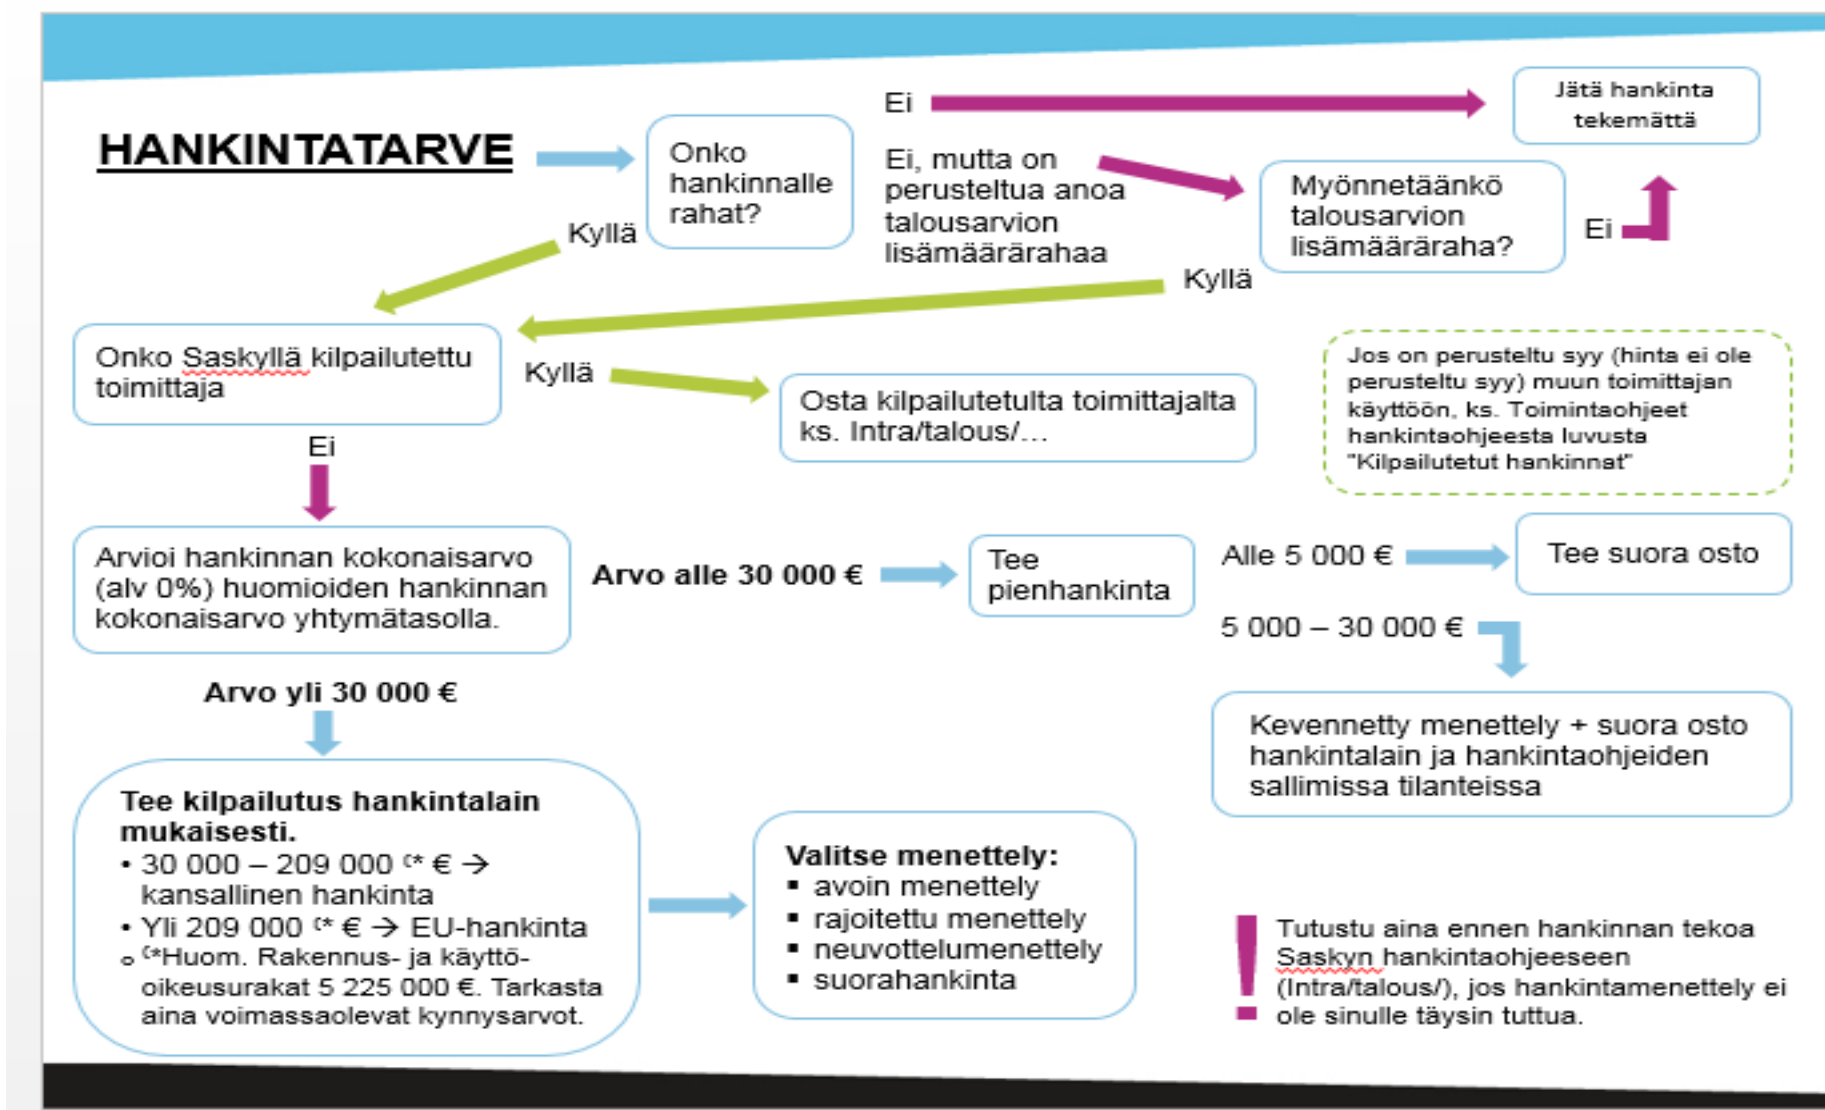 HANKINTATARVE
Onko
hankinnalle
rahat?
Ei
Jätä hankinta
tekemättä
Ei, mutta on
perusteltua anoa
talousarvion
lisämäärärahaa
Myönnetäänkö
talousarvion
lisämääräraha?
Ei
Kyllä
Kyllä
Onko Saskyllä kilpailutettu
toimittaja
Kyllä
Osta kilpailutetulta toimittajalta
ks. Intra/talous/...
Jos on perusteltu syy (hinta ei ole
perusteltu syy) muun toimittajan
käyttöön, ks. Toimintaohjeet
hankintaohjeesta luvusta
"Kilpailutetut hankinnat"
Ei
Arvioi hankinnan kokonaisarvo
(alv 0%) huomioiden hankinnan
kokonaisarvo yhtymätasolla.
Arvo alle 30 000 €
Tee
pienhankinta
Alle 5 000 €
Tee suora osto
5 000 – 30 000 €
Kevennetty menettely + suora osto
hankintalain ja hankintaohjeiden
sallimissa tilanteissa
Arvo yli 30 000 €
Tee kilpailutus hankintalain
mukaisesti.
• 30 000 – 209 000 (* € →
kansallinen hankinta
• Yli 209 000 (* € → EU-hankinta
o (*Huom. Rakennus- ja käyttö-
oikeusurakat 5 225 000 €. Tarkasta
aina voimassaolevat kynnysarvot.
Valitse menettely:
▪ avoin menettely
▪ rajoitettu menettely
▪ neuvottelumenettely
▪ suorahankinta
! Tutustu aina ennen hankinnan tekoa
Saskyn hankintaohjeeseen
(Intra/talous/), jos hankintamenettely ei
ole sinulle täysin tuttua.